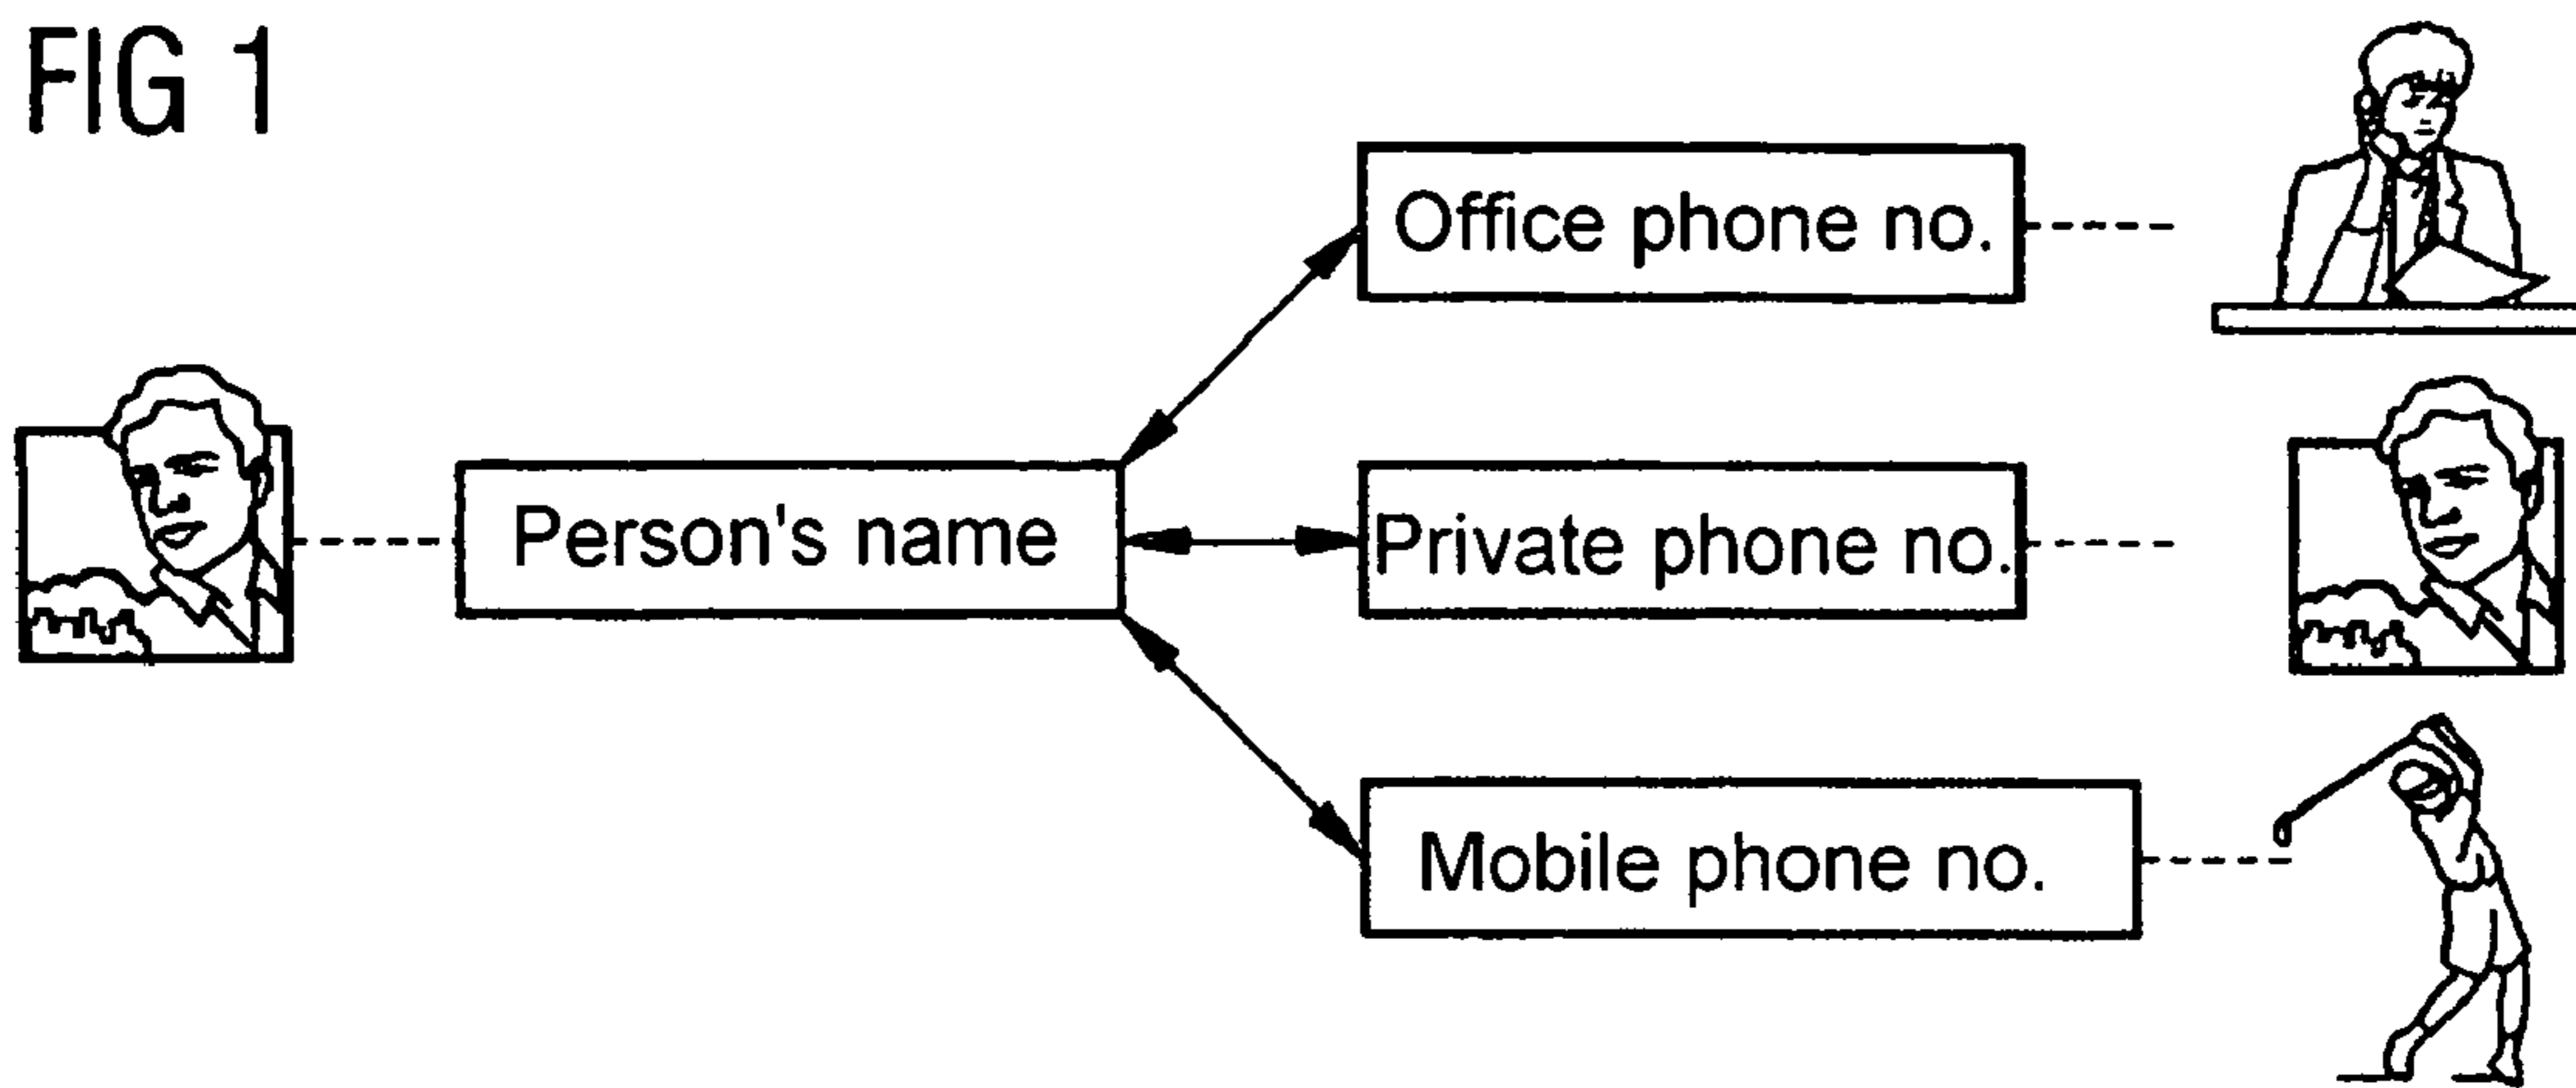 FIG 1
Office phone no.
Person's name
Private phone no.
Mobile phone no.